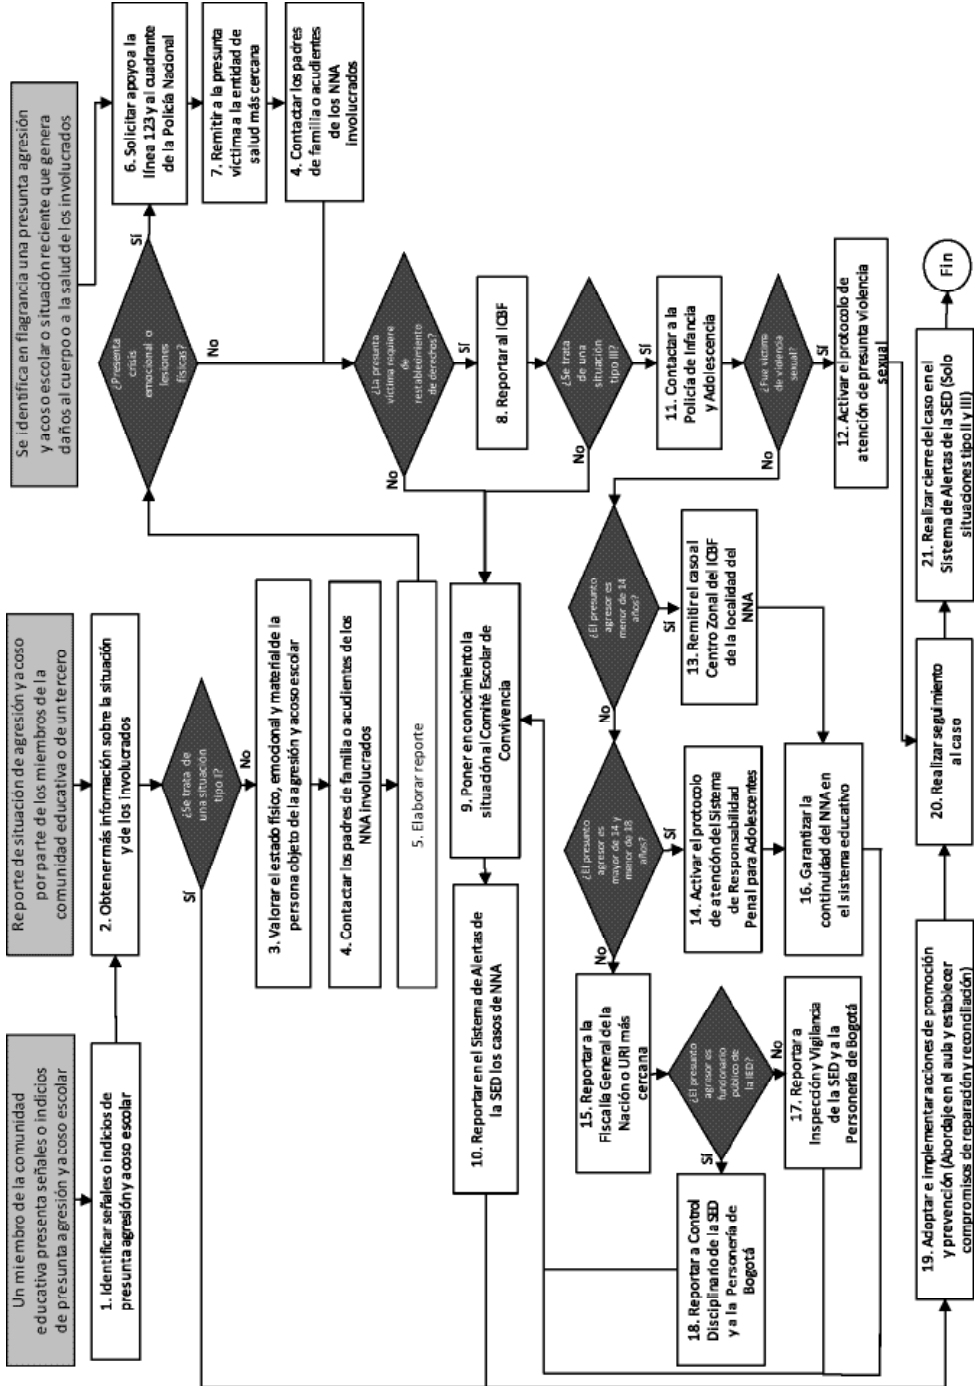 Un miembro de la comunidad
educativa presenta señales o indicios
de presunta agresión y acoso escolar
Reporte de situación de agresión y acoso
por parte de los miembros de la
comunidad educativa o de un tercero
Se identifica en flagrancia una presunta agresión
y acoso escolar o situación reciente que genera
daños al cuerpo o a la salud de los involucrados
1. Identificar señales o indicios de
presunta agresión y acoso escolar
2. Obtener más información sobre la situación
y de los involucrados
¿Se trata de
una situación
tipo I?
Sí
No
3. Valorar el estado físico, emocional y material de la
persona objeto de la agresión y acoso escolar
4. Contactar los padres de familia o acudientes de los
NNA involucrados
5. Elaborar reporte
¿Presenta
crisis
emocional o
lesiones
físicas?
Sí
No
6. Solicitar apoyo a la
línea 123 y al cuadrante
de la Policía Nacional
7. Remitir a la presunta
víctima a la entidad de
salud más cercana
4. Contactar los padres
de familia o acudientes
de los NNA
involucrados
¿La presunta
víctima requiere
de
restablecimiento
de derechos?
No
Sí
8. Reportar al ICBF
¿Se trata
de una
situación
tipo III?
No
Sí
9. Poner en conocimiento la
situación al Comité Escolar de
Convivencia
10. Reportar en el Sistema de Alertas de
la SED los casos de NNA
11. Contactar a la
Policía de Infancia
y Adolescencia
¿Fue víctima
de violencia
sexual?
No
Sí
12. Activar el protocolo de
atención de presunta violencia
sexual
¿El presunto
agresor es
menor de 14
años?
Sí
No
13. Remitir el caso al
Centro Zonal del ICBF
de la localidad del
NNA
¿El presunto
agresor es
mayor de 14 y
menor de 18
años?
Sí
No
14. Activar el protocolo
de atención del Sistema
de Responsabilidad
Penal para Adolescentes
15. Reportar a la
Fiscalía General de la
Nación o URI más
cercana
16. Garantizar la
continuidad del NNA en
el sistema educativo
¿El presunto
agresor es
funcionario
público de
la IED?
Sí
No
17. Reportar a
Inspección y Vigilancia
de la SED y a la
Personería de Bogotá
18. Reportar a Control
Disciplinario de la SED
y a la Personería de
Bogotá
19. Adoptar e implementar acciones de promoción
y prevención (Abordaje en el aula y establecer
compromisos de reparación y reconciliación)
20. Realizar seguimiento
al caso
21. Realizar cierre del caso en el
Sistema de Alertas de la SED (Solo
situaciones tipo II y III)
Fin